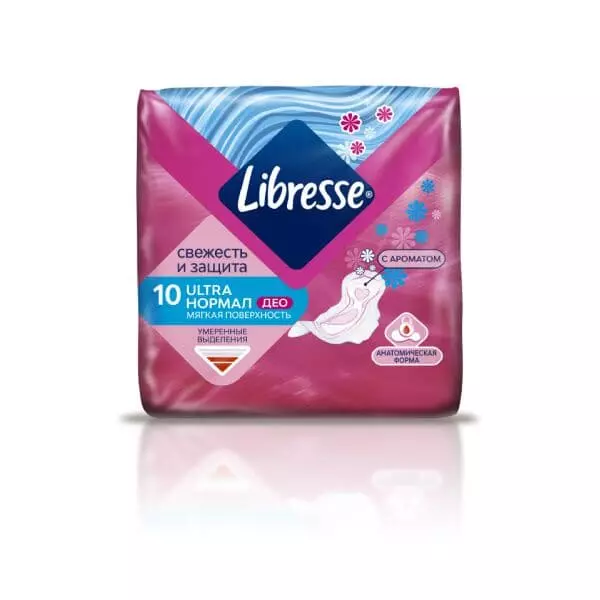 Libresse®
свежесть
и защита
с ароматом
10 ULTRA
НОРМАЛ ДЕО
МЯГКАЯ ПОВЕРХНОСТЬ
УМЕРЕННЫЕ
ВЫДЕЛЕНИЯ
АНАТОМИЧЕСКАЯ
ФОРМА